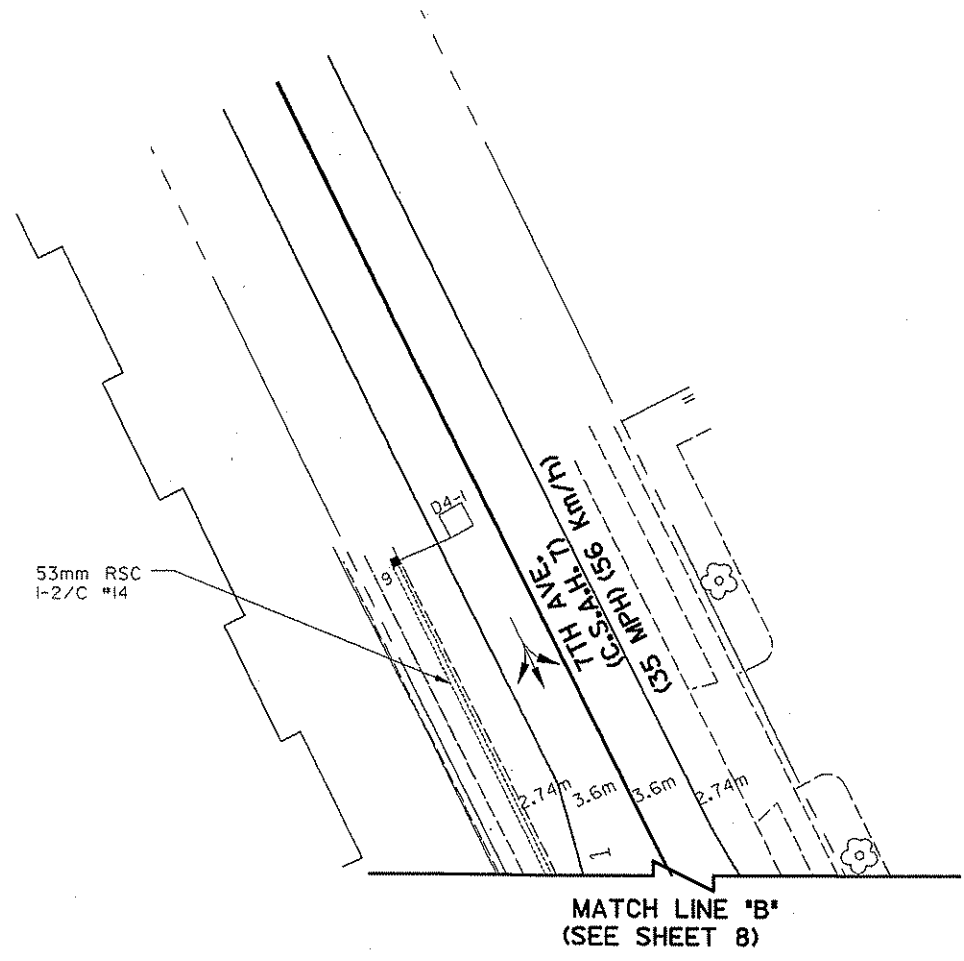 D4-1
9
53mm RSC
1-2/C #14
7TH AVE.
(C.S.A.H. 7)
(35 MPH) (56 Km/h)
2.74m 3.6m 3.6m 2.74m
1
MATCH LINE "B"
(SEE SHEET 8)